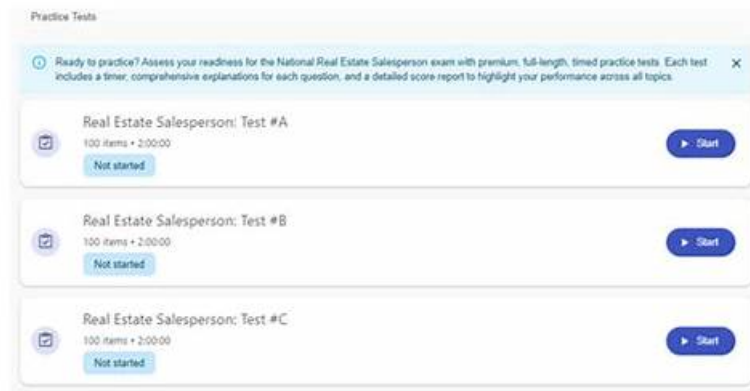 Practice Tests
Ready to practice? Assess your readiness for the National Real Estate Salesperson exam with premium, full-length, timed practice tests. Each test
includes a timer, comprehensive explanations for each question, and a detailed score report to highlight your performance across all topics.
Real Estate Salesperson: Test #A
100 items • 2:00:00
Not started
Start
Real Estate Salesperson: Test #B
100 items • 2:00:00
Not started
Start
Real Estate Salesperson: Test #C
100 items • 2:00:00
Not started
Start